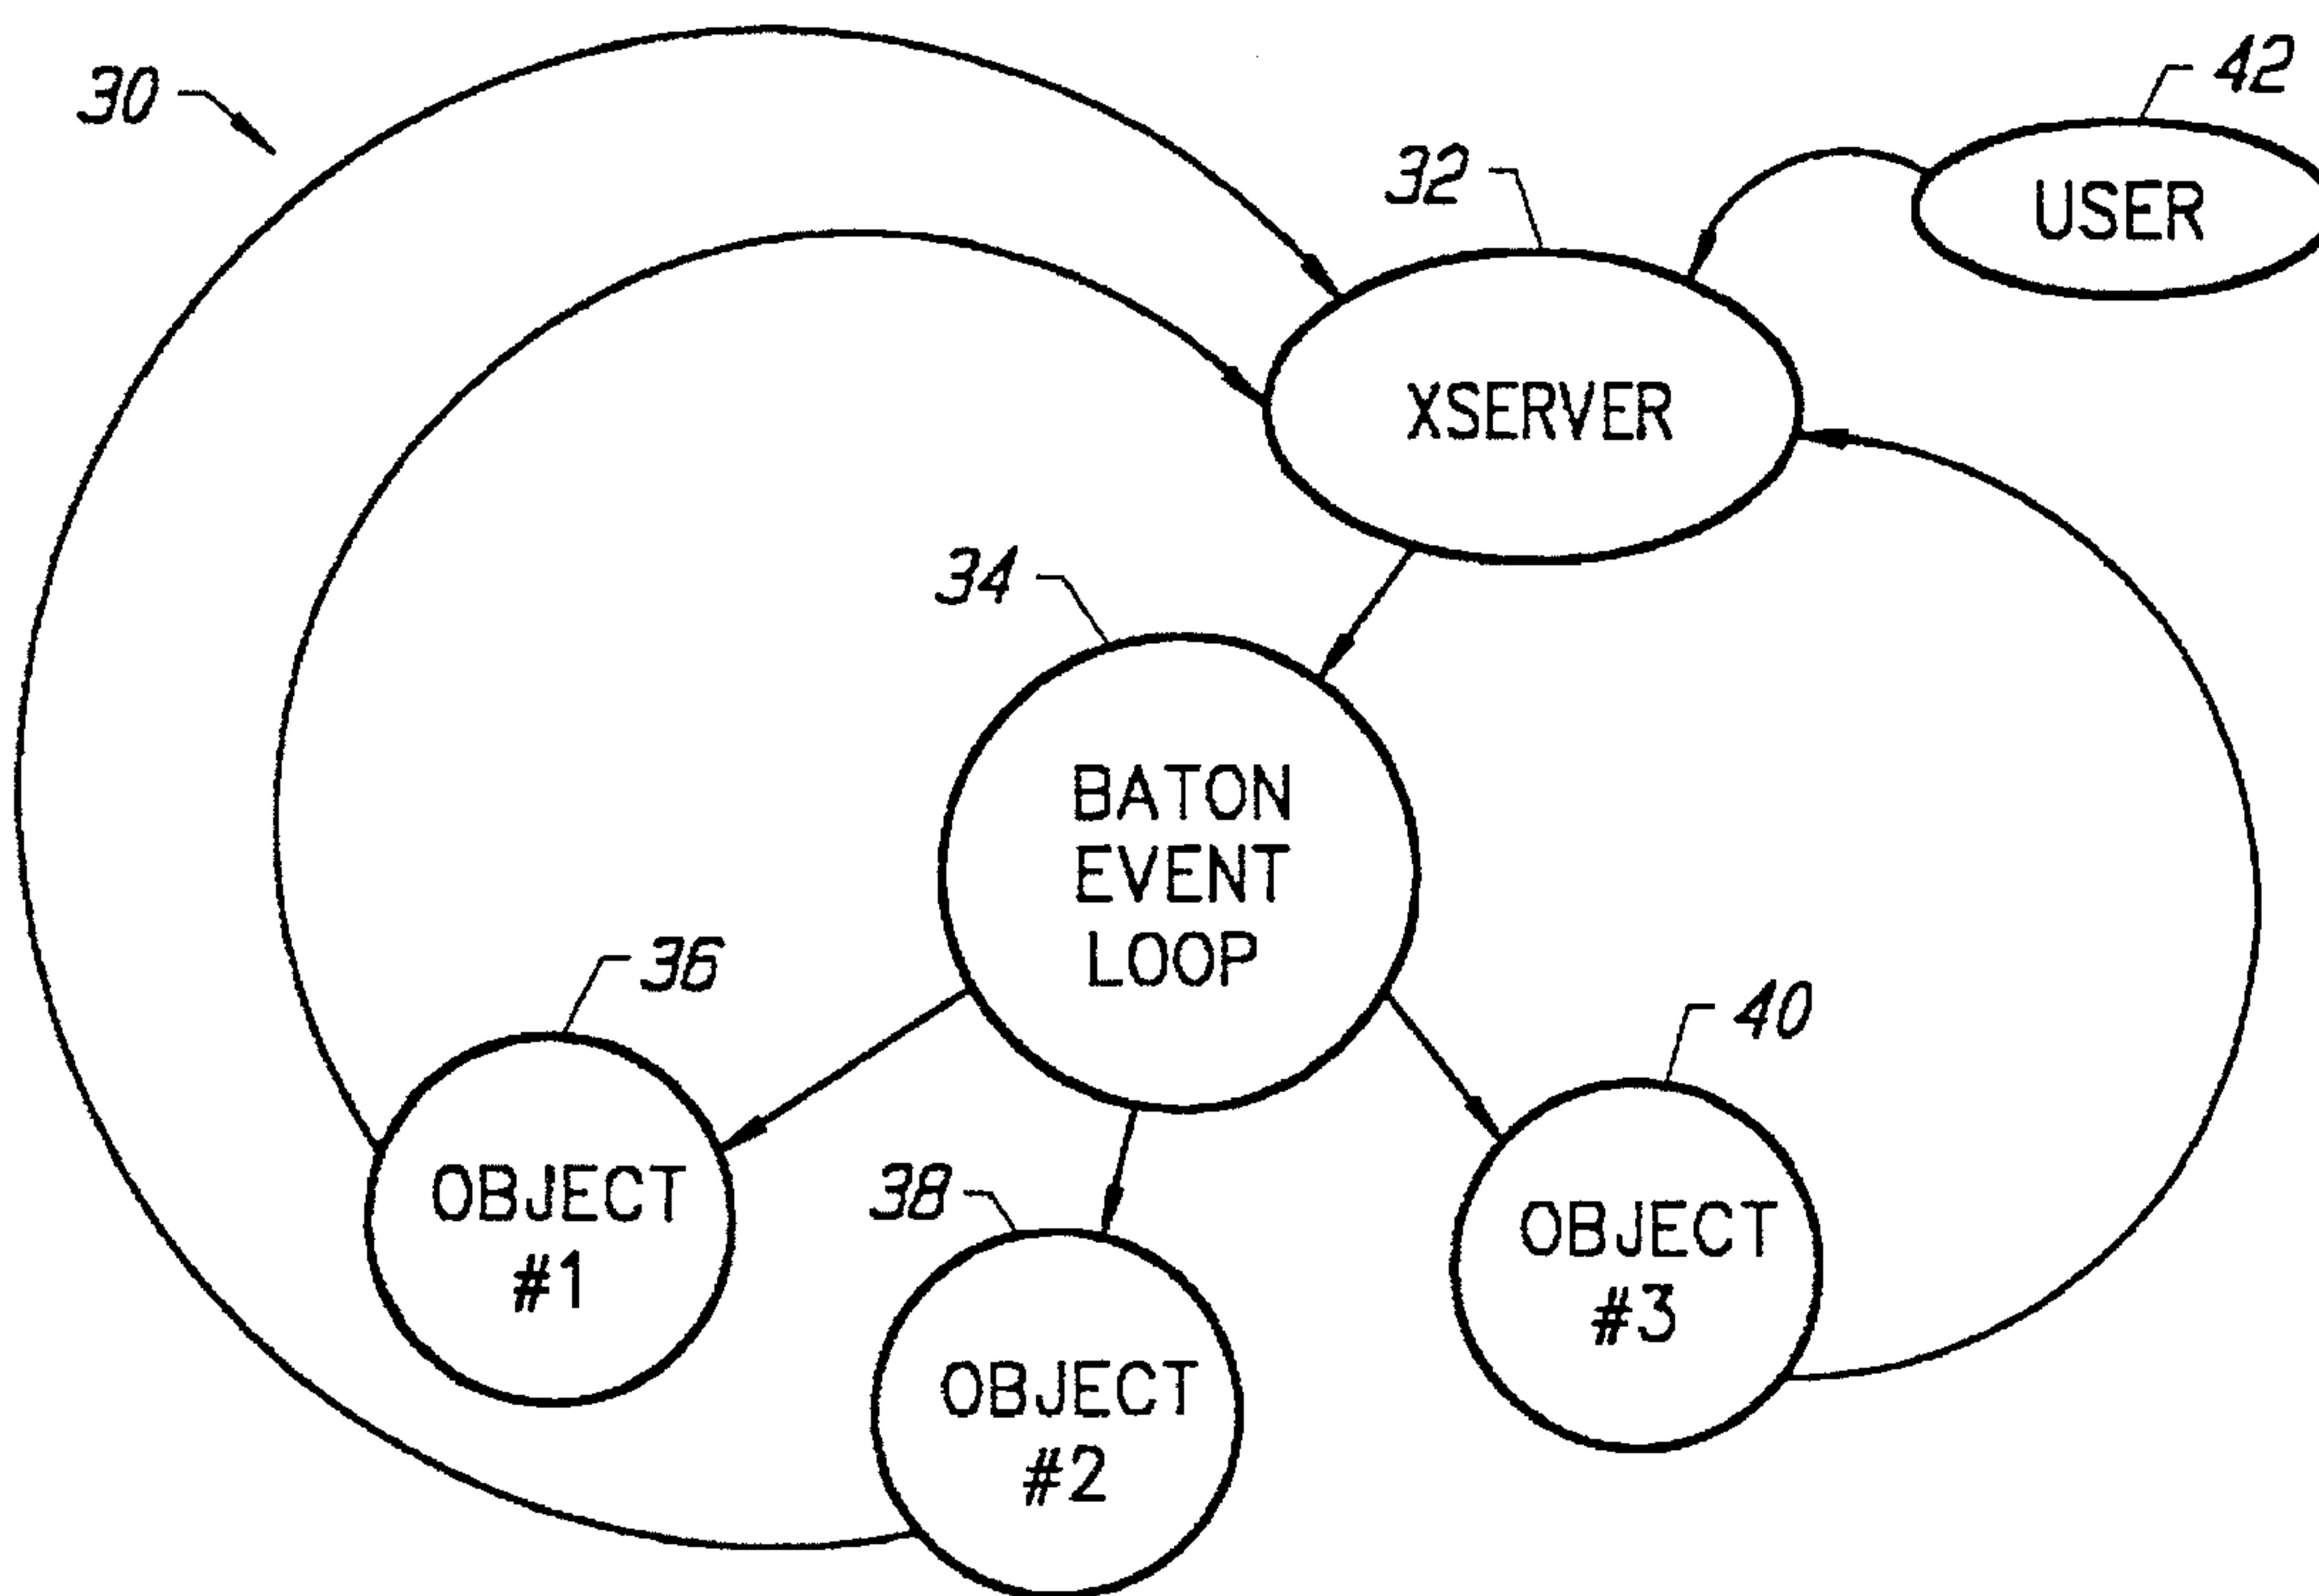 30
42
USER
32
XSERVER
34
BATON
EVENT
LOOP
36
OBJECT
#1
40
OBJECT
#3
38
OBJECT
#2